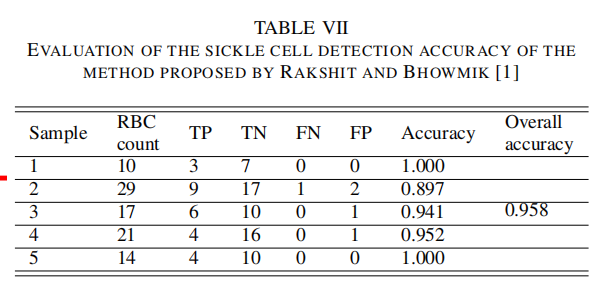 TABLE VII
EVALUATION OF THE SICKLE CELL DETECTION ACCURACY OF THE
METHOD PROPOSED BY RAKSHIT AND BHOWMIK [1]
Sample RBC count TP TN FN FP Accuracy Overall accuracy
1 10 3 7 0 0 1.000
2 29 9 17 1 2 0.897
3 17 6 10 0 1 0.941 0.958
4 21 4 16 0 1 0.952
5 14 4 10 0 0 1.000